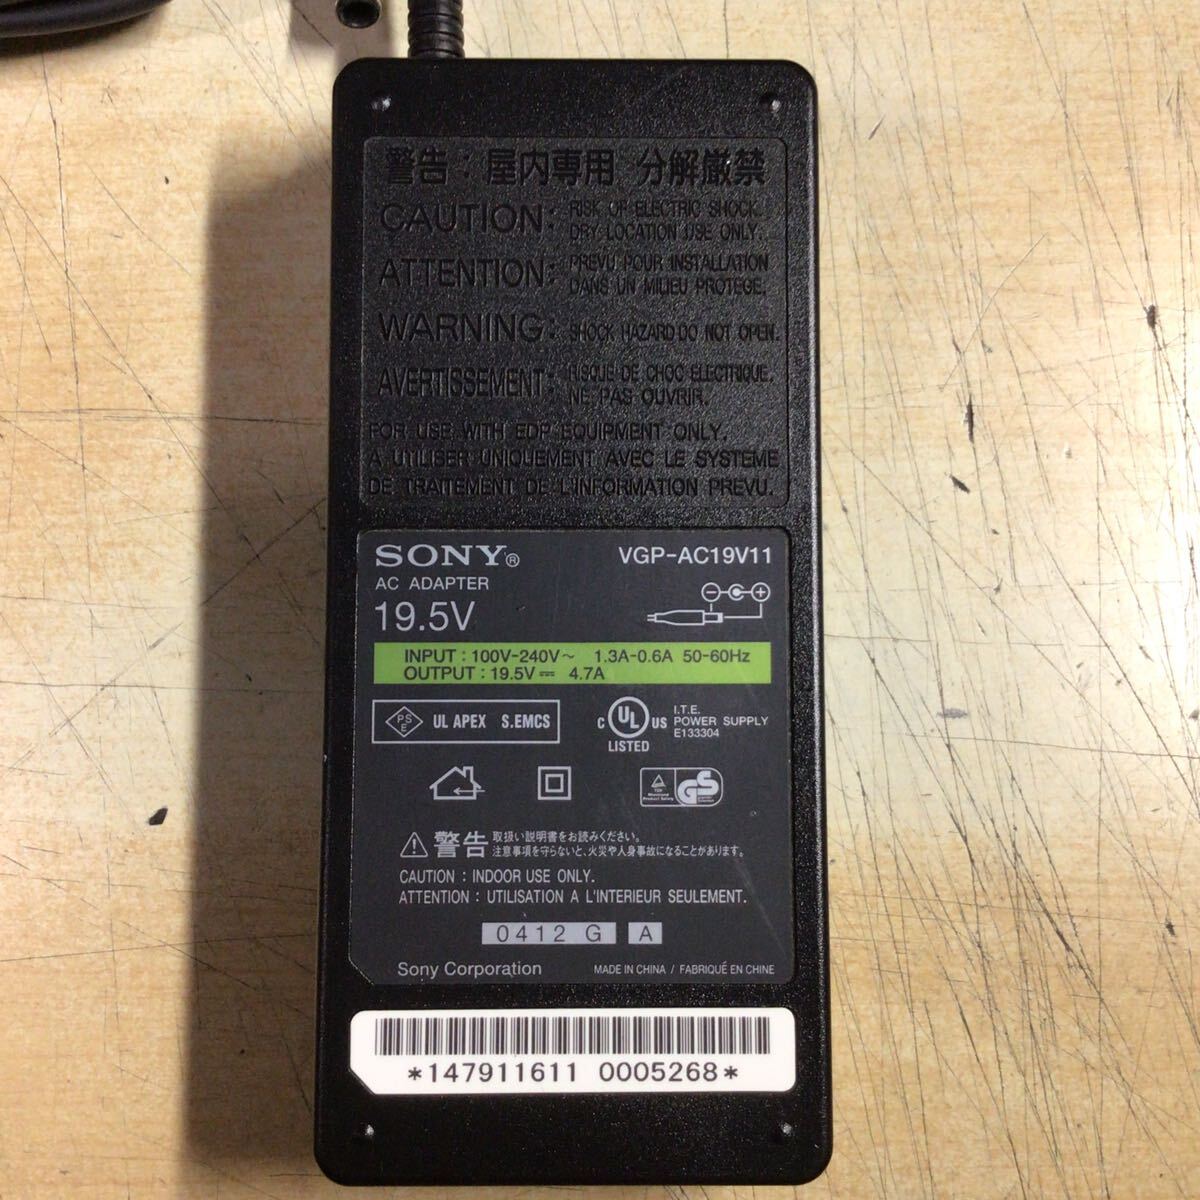 警告：屋内専用 分解厳禁
CAUTION: RISK OF ELECTRIC SHOCK.
DRY LOCATION USE ONLY.
ATTENTION: PREVU POUR INSTALLATION
DANS UN MILIEU PROTEGE.
WARNING: SHOCK HAZARD DO NOT OPEN.
AVERTISSEMENT: RISQUE DE CHOC ELECTRIQUE.
NE PAS OUVRIR.
FOR USE WITH EDP EQUIPMENT ONLY.
A UTILISER UNIQUEMENT AVEC LE SYSTEME
DE TRAITEMENT DE L'INFORMATION PREVU.
SONY® VGP-AC19V11
AC ADAPTER
19.5V
INPUT : 100V-240V～ 1.3A-0.6A 50-60Hz
OUTPUT : 19.5V⎓ 4.7A
PSE UL APEX S.EMCS
C UL US LISTED
I.T.E.
POWER SUPPLY
E133304
GS
警告 取扱い説明書をお読みください。
注意事項を守らないと、火災や人身事故になることがあります。
CAUTION : INDOOR USE ONLY.
ATTENTION : UTILISATION A L'INTERIEUR SEULEMENT.
0412 G A
Sony Corporation MADE IN CHINA / FABRIQUÉ EN CHINE
*147911611 0005268*